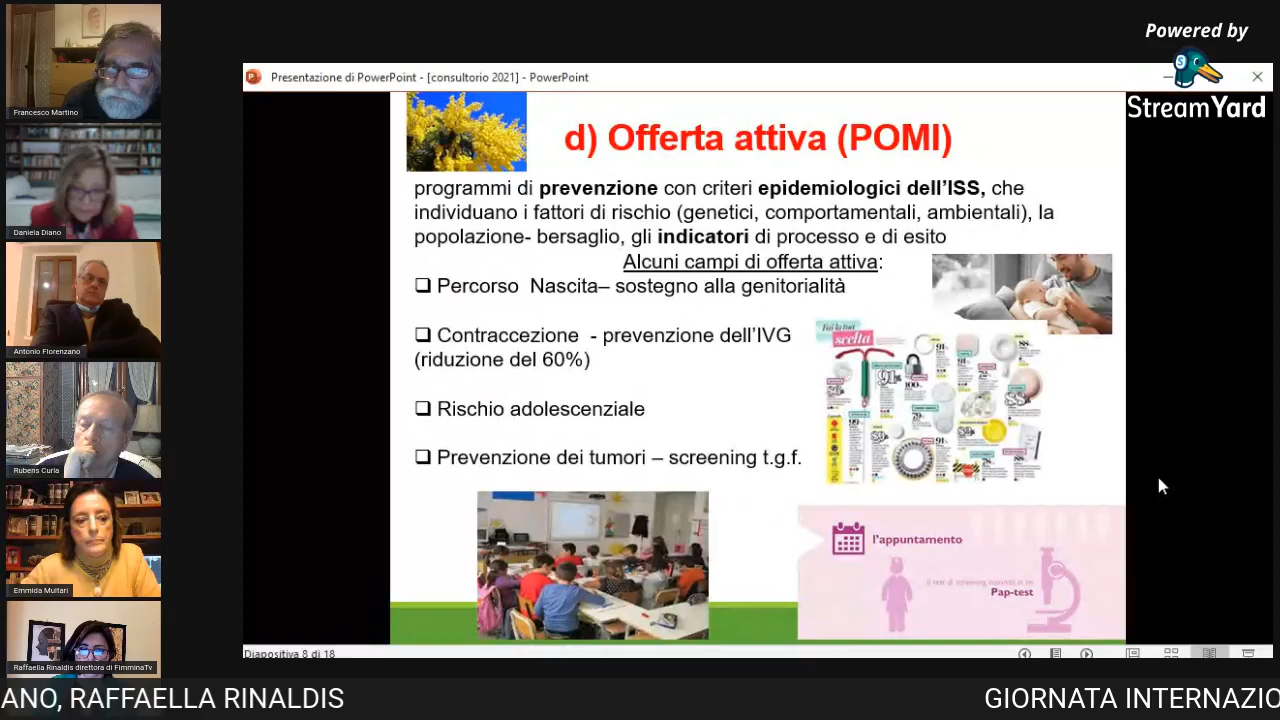 Francesco Martino
Daniela Diano
Antonio Florenzano
Rubens Curia
Emmida Multari
Raffaella Rinaldis direttora di FimminaTv
Powered by
StreamYard
Presentazione di PowerPoint - [consultorio 2021] - PowerPoint
d) Offerta attiva (POMI)
programmi di prevenzione con criteri epidemiologici dell'ISS, che
individuano i fattori di rischio (genetici, comportamentali, ambientali), la
popolazione- bersaglio, gli indicatori di processo e di esito
Alcuni campi di offerta attiva:
❑ Percorso Nascita– sostegno alla genitorialità
❑ Contraccezione - prevenzione dell'IVG
(riduzione del 60%)
❑ Rischio adolescenziale
❑ Prevenzione dei tumori – screening t.g.f.
Fai la tua
scelta
l'appuntamento
Pap-test
Diapositiva 8 di 18
ANO, RAFFAELLA RINALDIS
GIORNATA INTERNAZIO